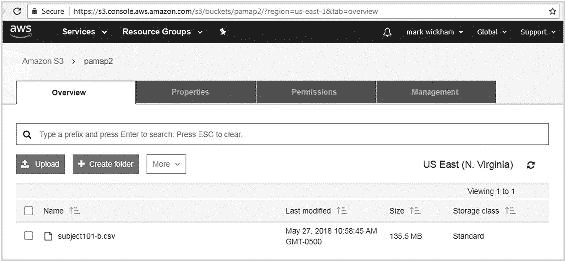 Secure https://s3.console.aws.amazon.com/s3/buckets/pamap2/?region=us-east-1&tab=overview
aws Services Resource Groups mark wickham Global Support
Amazon S3 > pamap2
Overview Properties Permissions Management
Type a prefix and press Enter to search. Press ESC to clear.
Upload + Create folder More US East (N. Virginia)
Viewing 1 to 1
Name Last modified Size Storage class
subject101-b.csv May 27, 2018 10:58:45 AM 135.5 MB Standard
GMT-0500